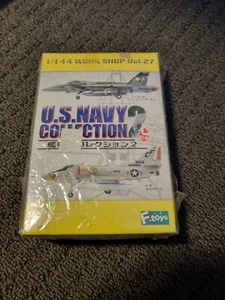 1/144 WORK SHOP Vol.27
U.S.NAVY
COLLECTION 2
コレクション2
F-toys